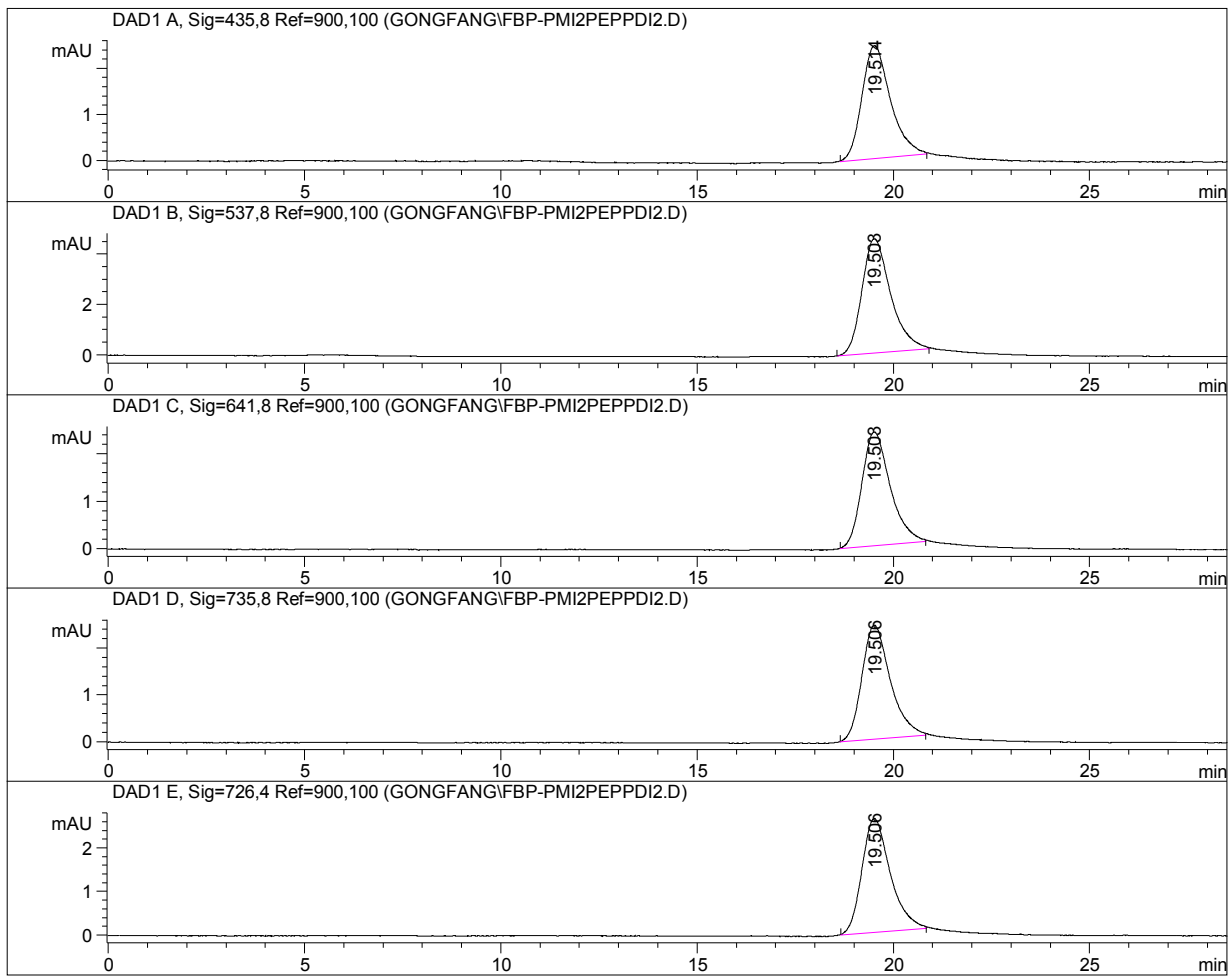 DAD1 A, Sig=435,8 Ref=900,100 (GONGFANG\FBP-PMI2PEPPDI2.D)
mAU
19.514
1
0
0 5 10 15 20 25 min
DAD1 B, Sig=537,8 Ref=900,100 (GONGFANG\FBP-PMI2PEPPDI2.D)
mAU
19.503
2
0
0 5 10 15 20 25 min
DAD1 C, Sig=641,8 Ref=900,100 (GONGFANG\FBP-PMI2PEPPDI2.D)
mAU
19.503
1
0
0 5 10 15 20 25 min
DAD1 D, Sig=735,8 Ref=900,100 (GONGFANG\FBP-PMI2PEPPDI2.D)
mAU
19.506
1
0
0 5 10 15 20 25 min
DAD1 E, Sig=726,4 Ref=900,100 (GONGFANG\FBP-PMI2PEPPDI2.D)
mAU
19.506
2
1
0
0 5 10 15 20 25 min